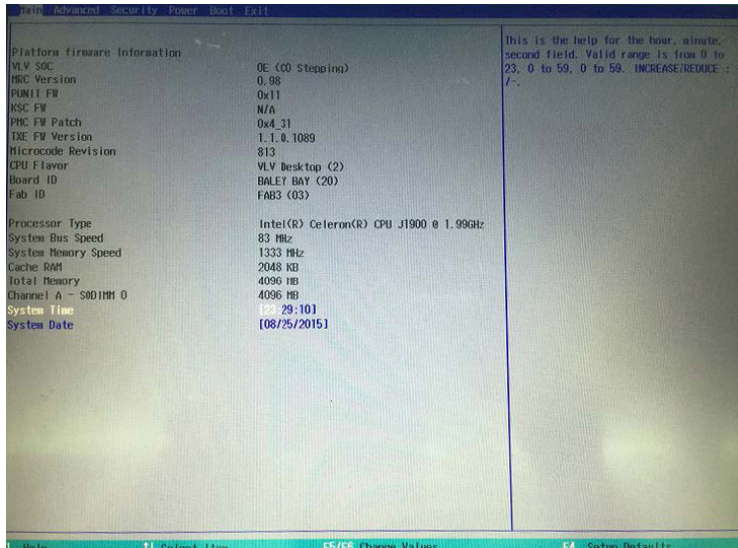 Main Advanced Security Power Boot Exit
Platform firmware Information
VLV SOC 0E (C0 Stepping)
MRC Version 0.98
PUNIT FW 0x11
KSC FW N/A
PMC FW Patch 0x4_31
TXE FW Version 1.1.0.1089
Microcode Revision 813
CPU Flavor VLV Desktop (2)
Board ID BALEY BAY (20)
Fab ID FAB3 (03)
Processor Type Intel(R) Celeron(R) CPU J1900 @ 1.99GHz
System Bus Speed 83 MHz
System Memory Speed 1333 MHz
Cache RAM 2048 KB
Total Memory 4096 MB
Channel A - SODIMM 0 4096 MB
System Time [23:29:10]
System Date [08/25/2015]
This is the help for the hour, minute,
second field. Valid range is from 0 to
23, 0 to 59, 0 to 59. INCREASE/REDUCE :
/-.
Help Select Item F5/F6 Change Values Setup Defaults